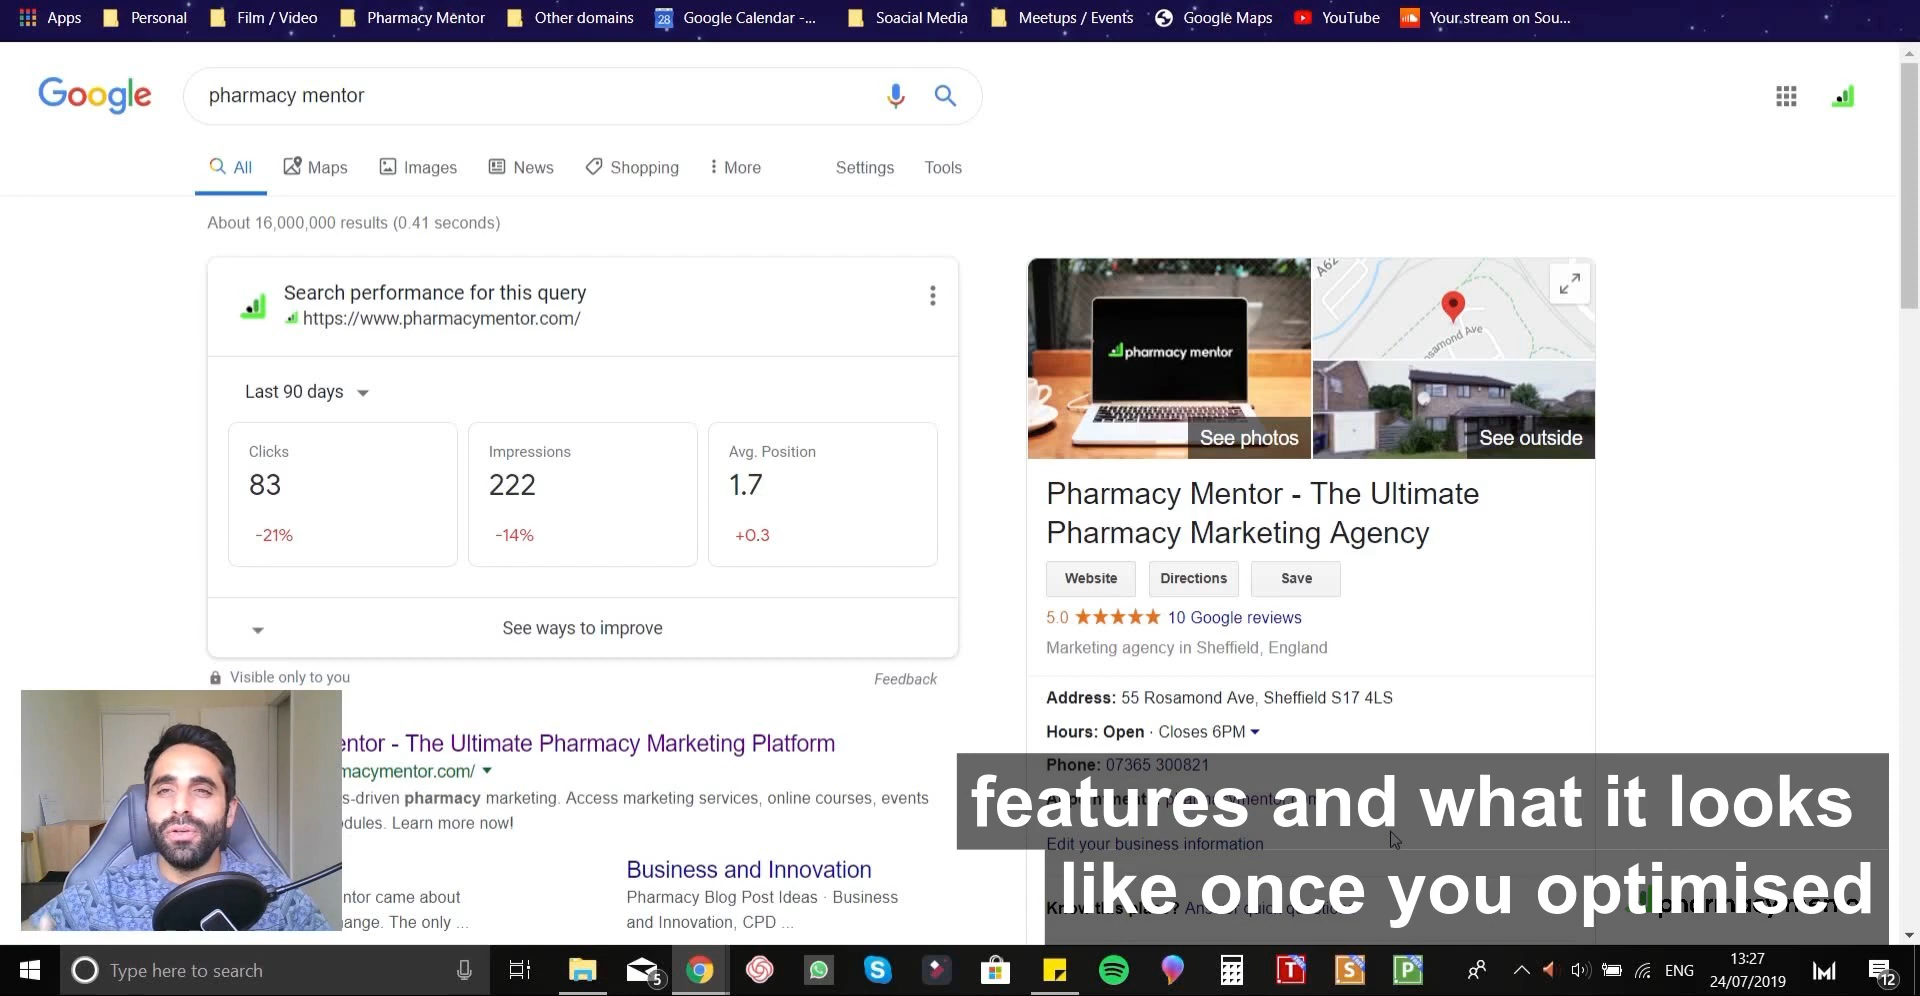 Apps Personal Film / Video Pharmacy Mentor Other domains 28 Google Calendar -... Soacial Media Meetups / Events Google Maps YouTube Your.stream on Sou...
Google pharmacy mentor
All Maps Images News Shopping More Settings Tools
About 16,000,000 results (0.41 seconds)
Search performance for this query
https://www.pharmacymentor.com/
Last 90 days
Clicks Impressions Avg. Position
83 222 1.7
-21% -14% +0.3
See ways to improve
Visible only to you Feedback
entor - The Ultimate Pharmacy Marketing Platform
macymentor.com/
s-driven pharmacy marketing. Access marketing services, online courses, events
dules. Learn more now!
Business and Innovation
ntor came about Pharmacy Blog Post Ideas · Business
ange. The only ... and Innovation, CPD ...
A62
pharmacy mentor
samond Ave
See photos See outside
Pharmacy Mentor - The Ultimate
Pharmacy Marketing Agency
Website Directions Save
5.0 10 Google reviews
Marketing agency in Sheffield, England
Address: 55 Rosamond Ave, Sheffield S17 4LS
Hours: Open · Closes 6PM
Phone: 07365 300821
features and what it looks
Edit your business information
like once you optimised
Type here to search 5 T S P ENG 13:27
24/07/2019 12